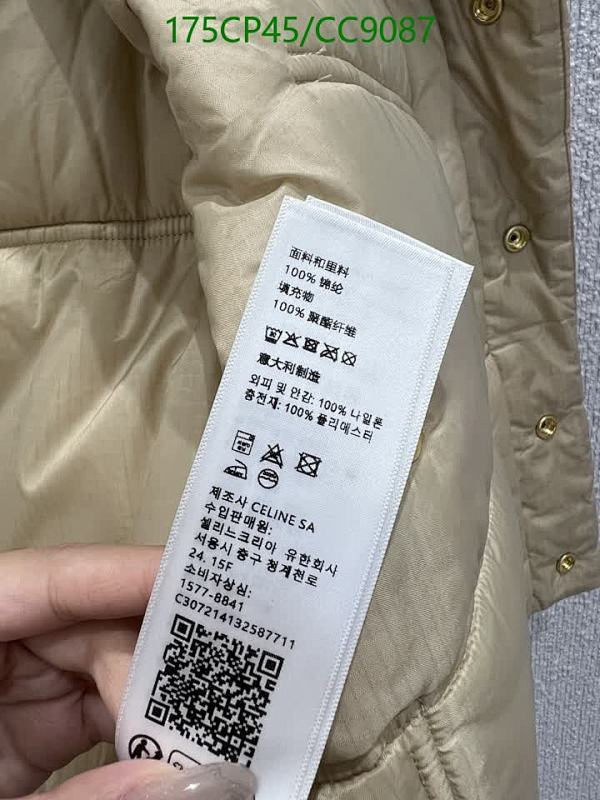 175CP45/CC9087
面料和里料
100% 锦纶
填充物
100% 聚酯纤维
意大利制造
외피 및 안감: 100% 나일론
충전재: 100% 폴리에스터
제조사 CELINE SA
수입판매원:
셀리느크리아 유한회사
서용시 중구 청계천로
24. 15F
소비자상심:
1577-8841
C307214132587711